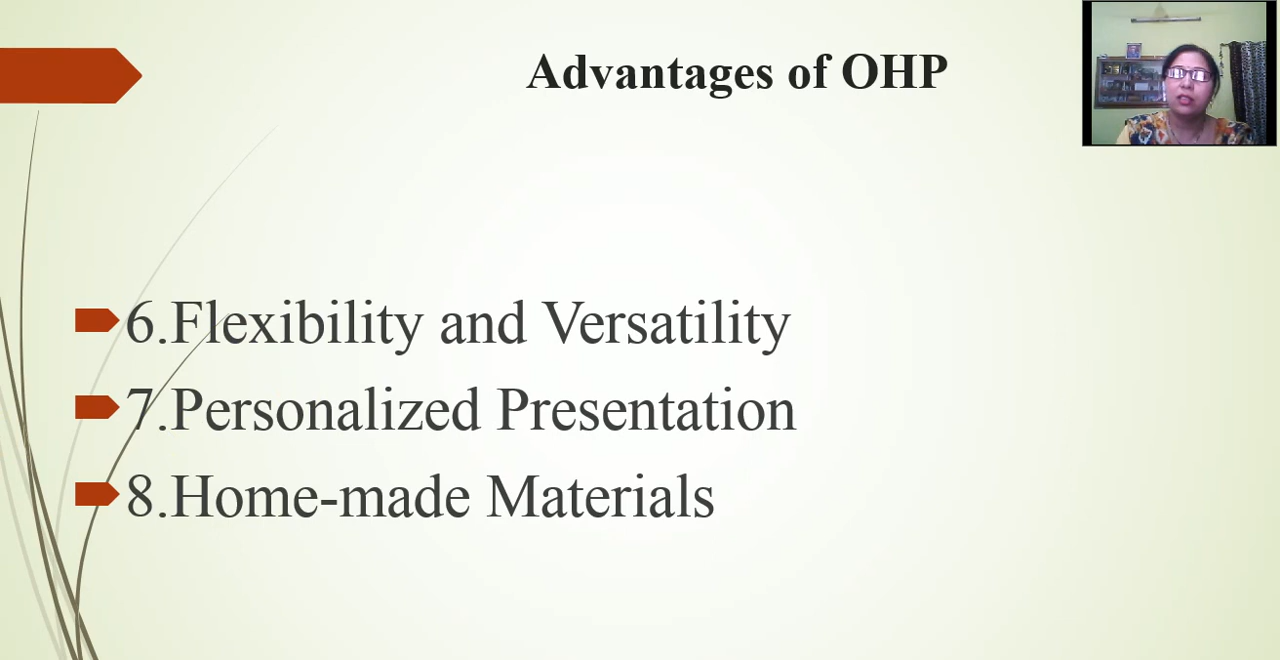 Advantages of OHP
6.Flexibility and Versatility
7.Personalized Presentation
8.Home-made Materials